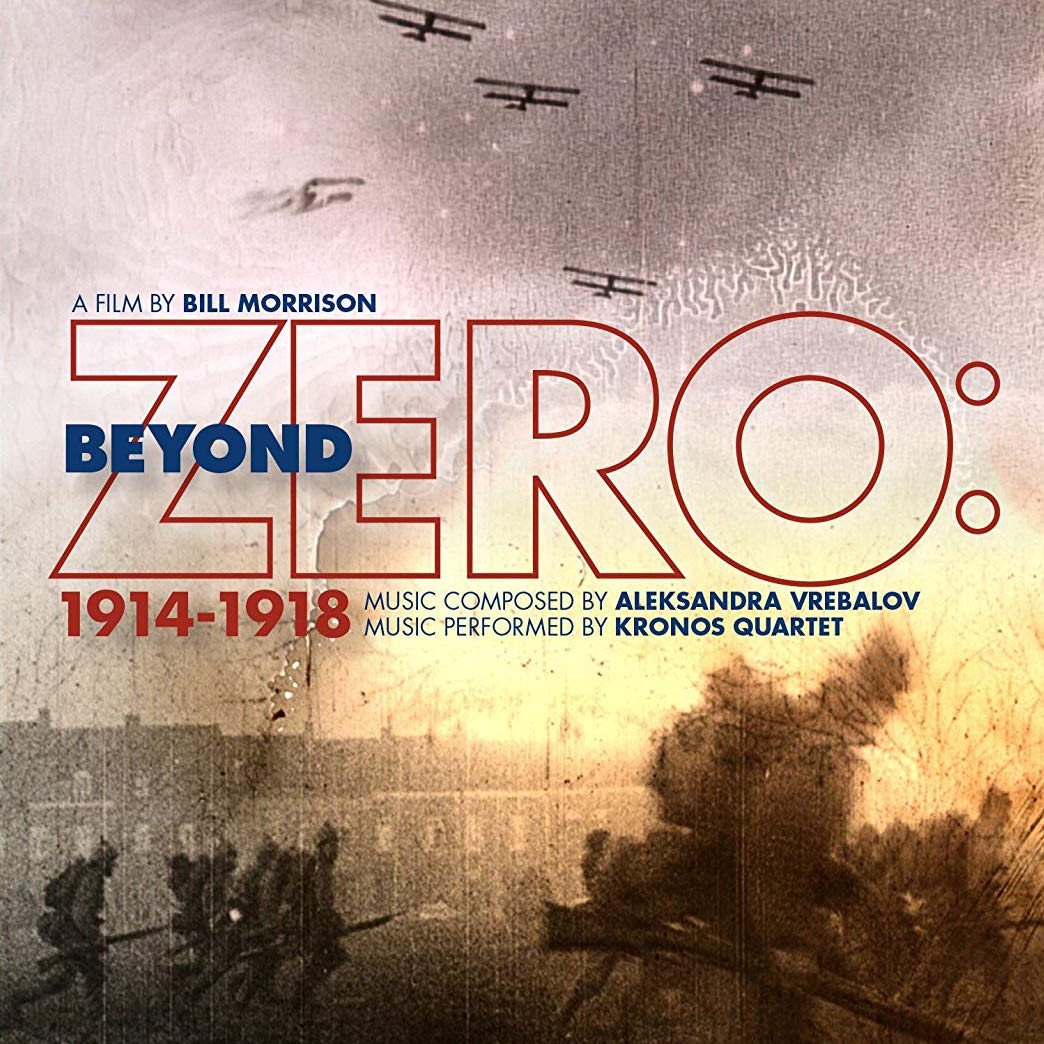 A FILM BY BILL MORRISON
BEYOND
ZERO:
1914-1918
MUSIC COMPOSED BY ALEKSANDRA VREBALOV
MUSIC PERFORMED BY KRONOS QUARTET